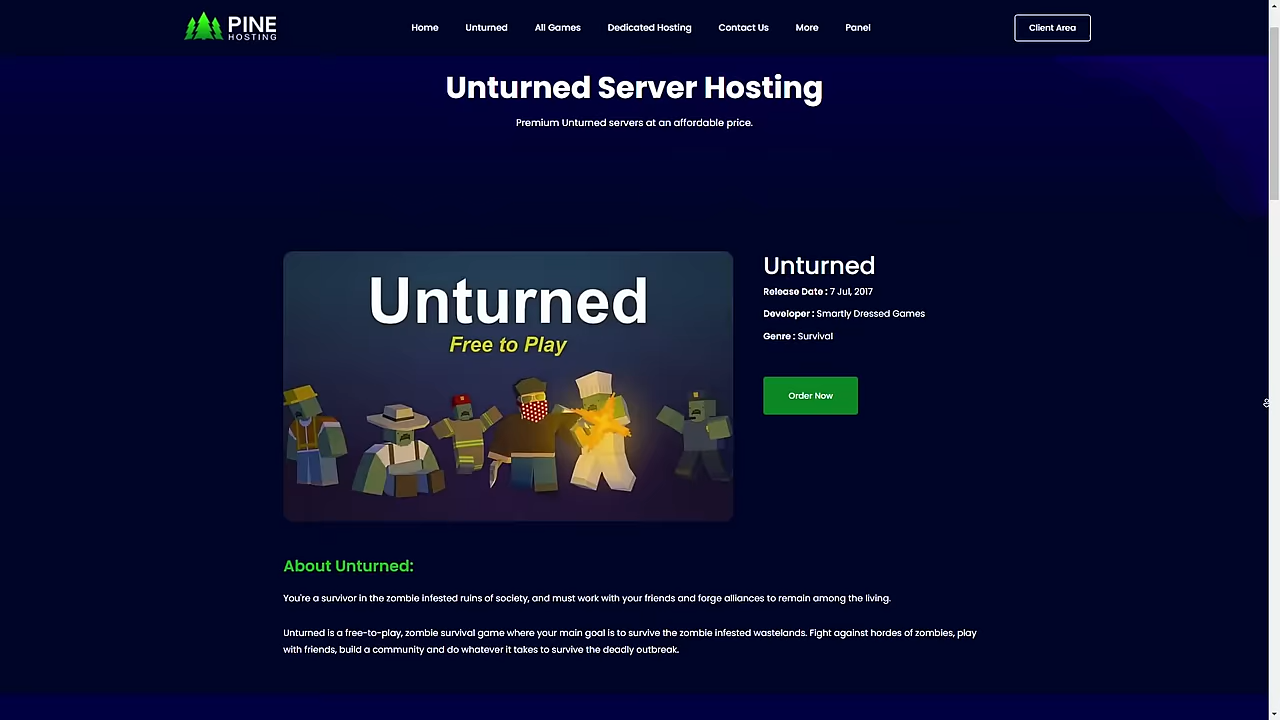 PINE
HOSTING
Home
Unturned
All Games
Dedicated Hosting
Contact Us
More
Panel
Client Area
Unturned Server Hosting
Premium Unturned servers at an affordable price.
Unturned
Free to Play
Unturned
Release Date : 7 Jul, 2017
Developer : Smartly Dressed Games
Genre : Survival
Order Now
About Unturned:
You're a survivor in the zombie infested ruins of society, and must work with your friends and forge alliances to remain among the living.
Unturned is a free-to-play, zombie survival game where your main goal is to survive the zombie infested wastelands. Fight against hordes of zombies, play
with friends, build a community and do whatever it takes to survive the deadly outbreak.